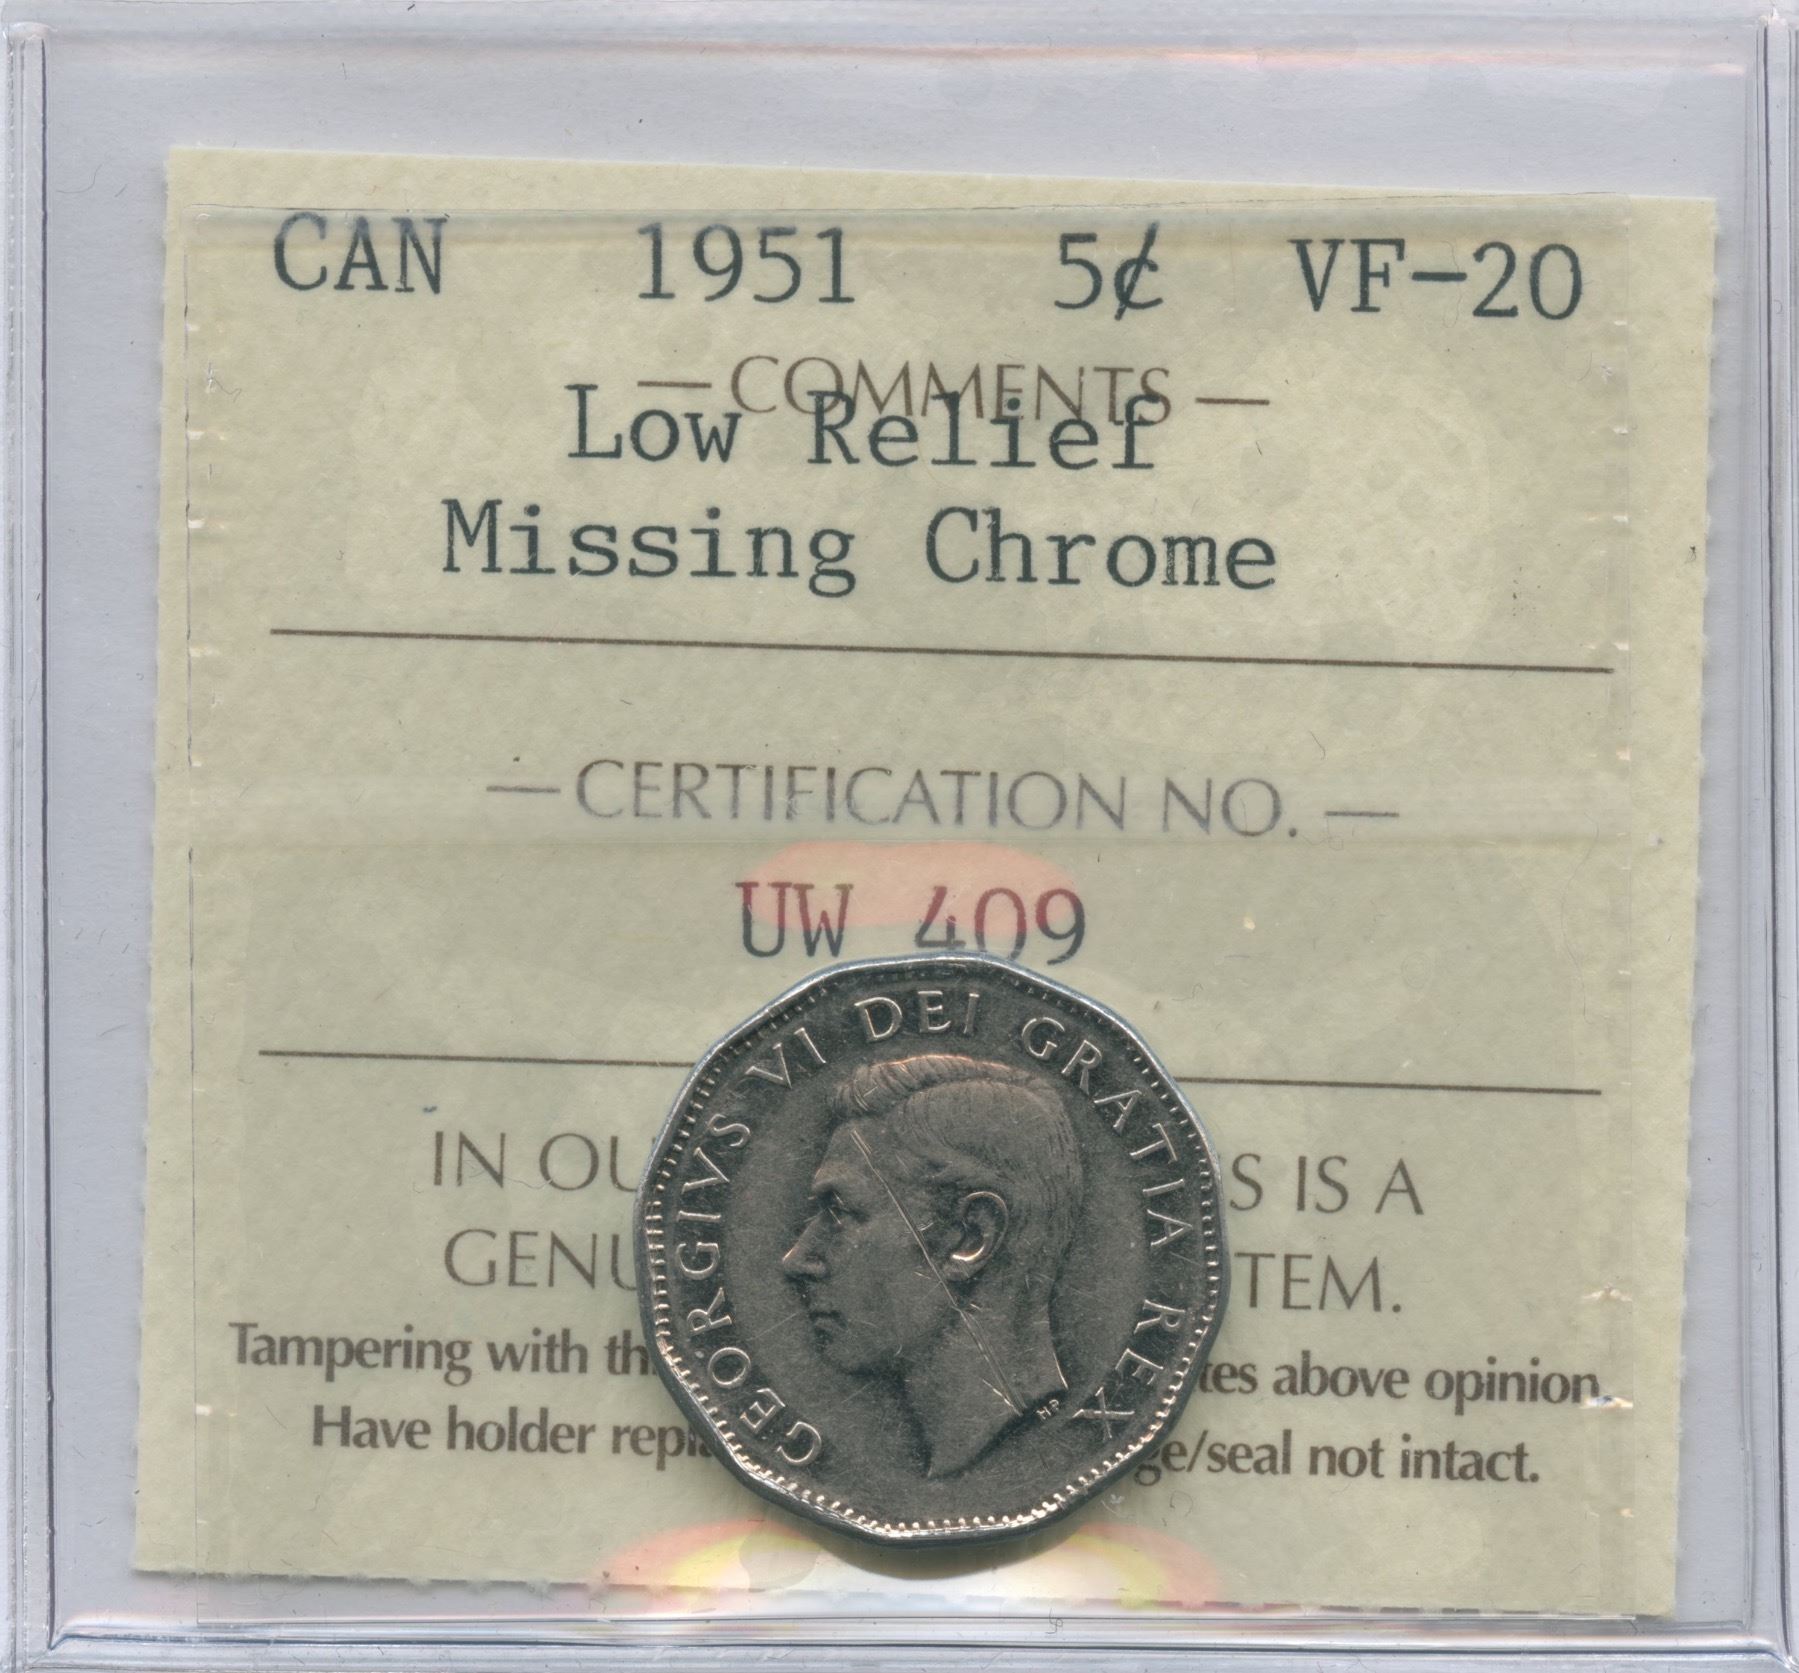 CAN 1951 5¢ VF-20
— COMMENTS —
Low Relief
Missing Chrome
— CERTIFICATION NO. —
UW 409
GEORGIVS VI DEI GRATIA REX
HP
IN OU S IS A
GENU TEM.
Tampering with th tes above opinion.
Have holder repl ge/seal not intact.